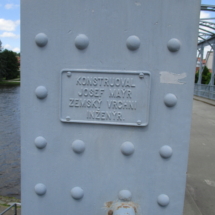 KONSTRUOVAL
JOSEF MAYR
ZEMSKÝ VRCHNÍ
INŽENÝR.